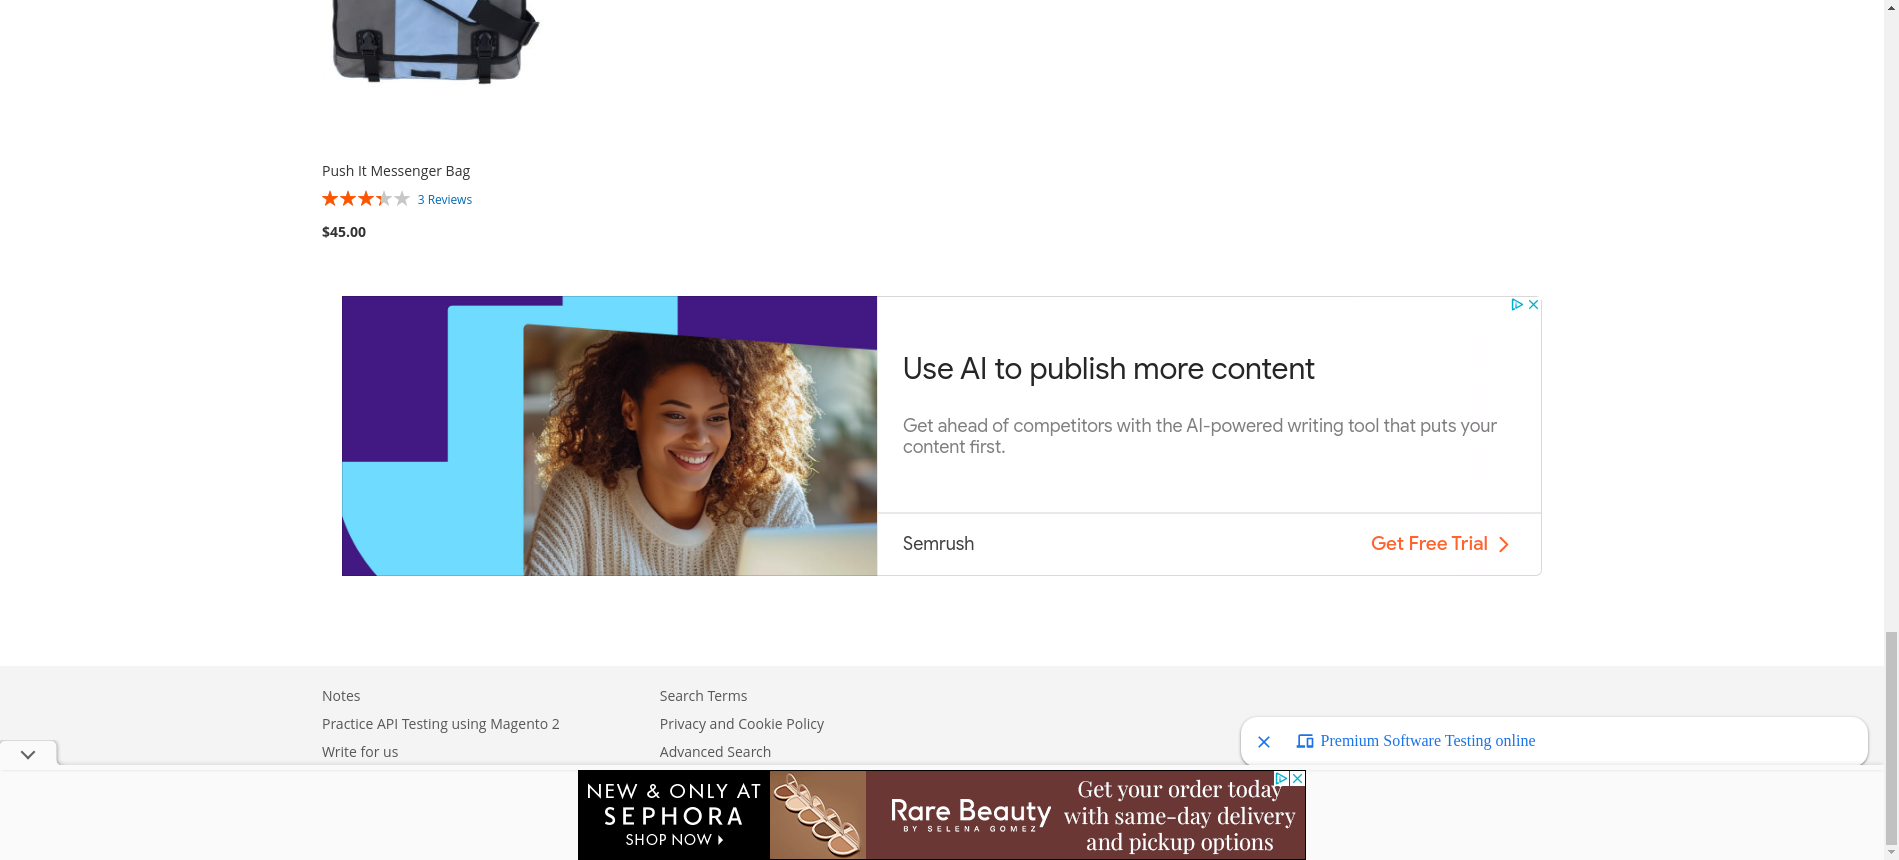 Push It Messenger Bag
3 Reviews
$45.00
Use AI to publish more content
Get ahead of competitors with the AI-powered writing tool that puts your
content first.
Semrush
Get Free Trial
Notes
Search Terms
Practice API Testing using Magento 2
Privacy and Cookie Policy
Write for us
Advanced Search
Premium Software Testing online
NEW & ONLY AT
SEPHORA
SHOP NOW
Rare Beauty
BY SELENA GOMEZ
Get your order today
with same-day delivery
and pickup options